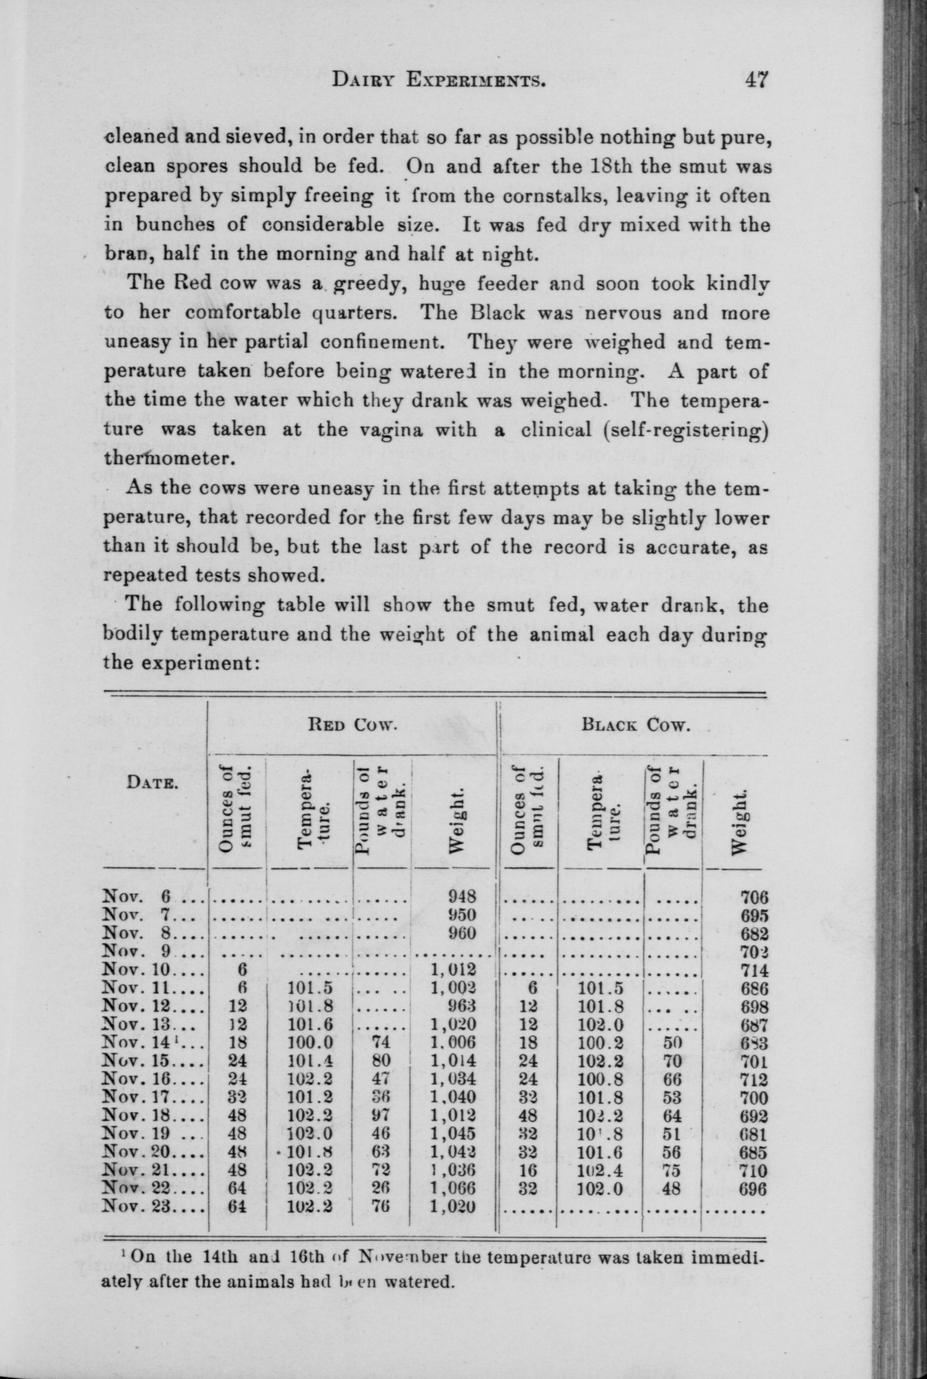 DAIRY EXPERIMENTS. 47
cleaned and sieved, in order that so far as possible nothing but pure,
clean spores should be fed. On and after the 18th the smut was
prepared by simply freeing it from the cornstalks, leaving it often
in bunches of considerable size. It was fed dry mixed with the
bran, half in the morning and half at night.
The Red cow was a greedy, huge feeder and soon took kindly
to her comfortable quarters. The Black was nervous and more
uneasy in her partial confinement. They were weighed and tem-
perature taken before being watered in the morning. A part of
the time the water which they drank was weighed. The tempera-
ture was taken at the vagina with a clinical (self-registering)
thermometer.
As the cows were uneasy in the first attempts at taking the tem-
perature, that recorded for the first few days may be slightly lower
than it should be, but the last part of the record is accurate, as
repeated tests showed.
The following table will show the smut fed, water drank, the
bodily temperature and the weight of the animal each day during
the experiment:
RED COW. BLACK COW.
DATE. Ounces of smut fed. Tempera-ture. Pounds of water drank. Weight. Ounces of smut fed. Tempera ture. Pounds of water drank. Weight.
Nov. 6 ... ...... ...... ...... 948 ...... ...... ...... 706
Nov. 7... ...... ...... ...... 950 ...... ...... ...... 695
Nov. 8.... ...... ...... ...... 960 ...... ...... ...... 682
Nov. 9 ... ...... ...... ...... ...... ...... ...... ...... 702
Nov. 10.... 6 ...... ...... 1,012 ...... ...... ...... 714
Nov. 11.... 6 101.5 ...... 1,002 6 101.5 ...... 686
Nov. 12.... 12 101.8 ...... 963 12 101.8 ...... 698
Nov. 13... 12 101.6 ...... 1,020 12 102.0 ...... 687
Nov. 14¹... 18 100.0 74 1.006 18 100.2 50 683
Nov. 15.... 24 101.4 80 1,014 24 102.2 70 701
Nov. 16.... 24 102.2 47 1,034 24 100.8 66 712
Nov. 17.... 32 101.2 36 1,040 32 101.8 53 700
Nov. 18.... 48 102.2 97 1,012 48 102.2 64 692
Nov. 19 ... 48 102.0 46 1,045 32 51 681
Nov. 20.... 48 101.8 63 1,042 32 101.6 56 685
Nov. 21.... 48 102.2 72 1,036 16 102.4 75 710
Nov. 22.... 64 102.2 26 1,066 32 102.0 48 696
Nov. 23.... 64 102.2 76 1,020 ...... ...... ...... ......
¹ On the 14th and 16th of November the temperature was taken immedi-
ately after the animals had been watered.